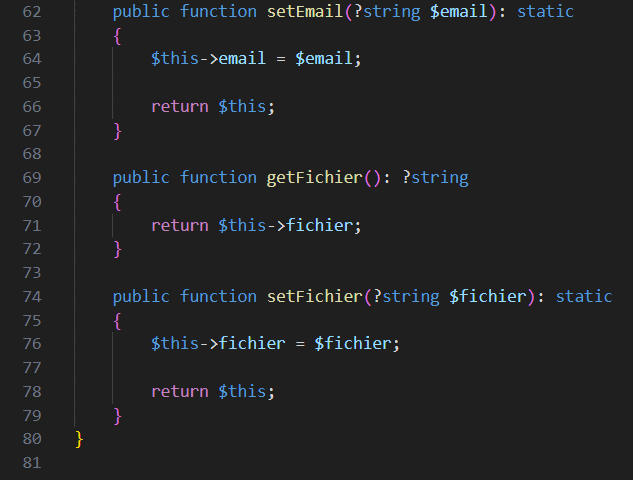 62 public function setEmail(?string $email): static
63 {
64 $this->email = $email;
65
66 return $this;
67 }
68
69 public function getFichier(): ?string
70 {
71 return $this->fichier;
72 }
73
74 public function setFichier(?string $fichier): static
75 {
76 $this->fichier = $fichier;
77
78 return $this;
79 }
80 }
81